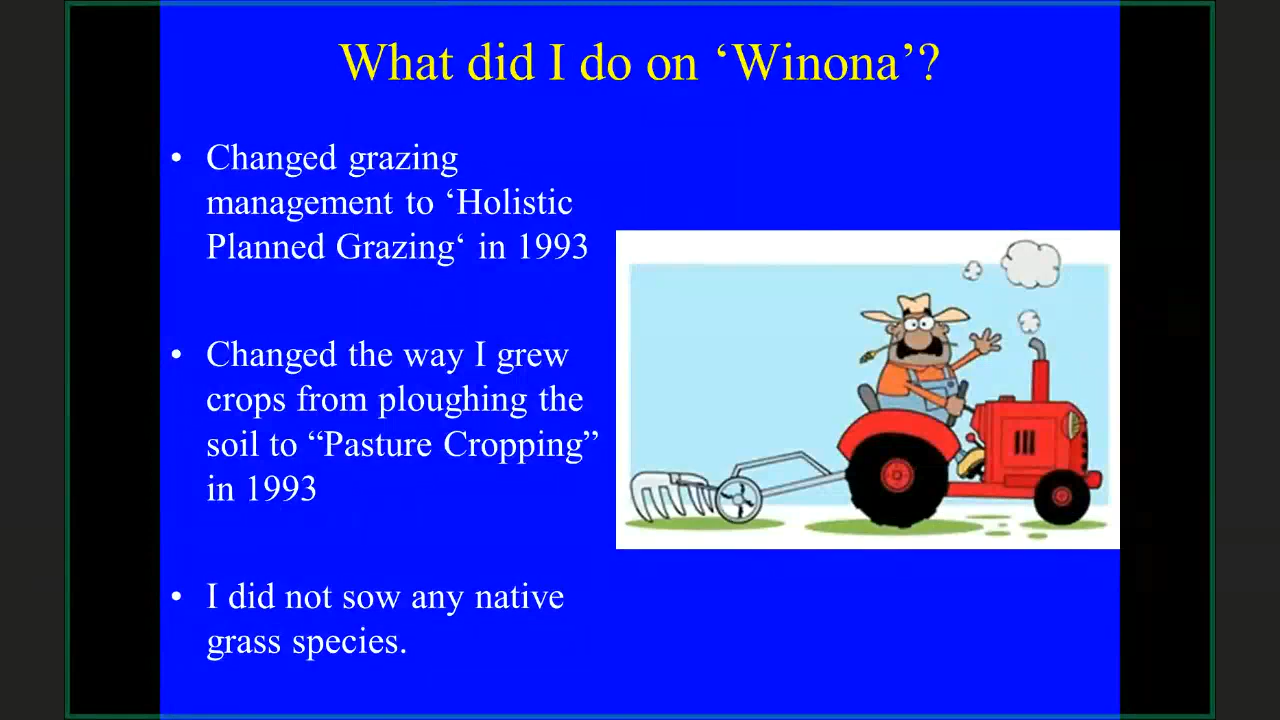 What did I do on ‘Winona’?
• Changed grazing
management to ‘Holistic
Planned Grazing‘ in 1993
• Changed the way I grew
crops from ploughing the
soil to “Pasture Cropping”
in 1993
• I did not sow any native
grass species.